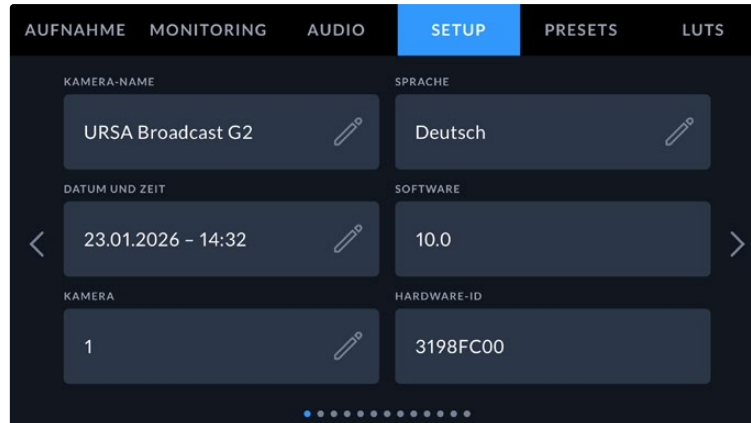 AUFNAHME MONITORING AUDIO SETUP PRESETS LUTS
KAMERA-NAME SPRACHE
URSA Broadcast G2 Deutsch
DATUM UND ZEIT SOFTWARE
23.01.2026 – 14:32 10.0
KAMERA HARDWARE-ID
1 3198FC00